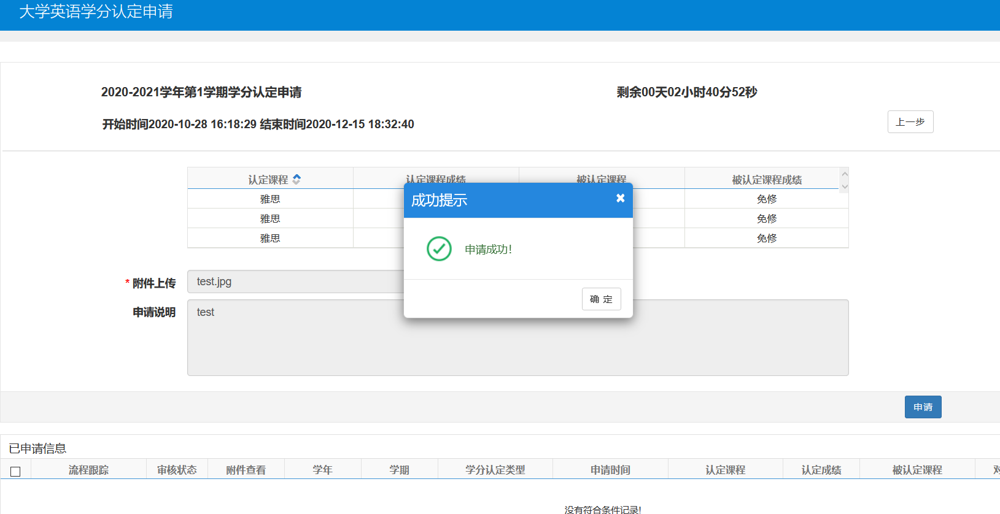 大学英语学分认定申请
2020-2021学年第1学期学分认定申请
剩余00天02小时40分52秒
开始时间2020-10-28 16:18:29 结束时间2020-12-15 18:32:40
上一步
认定课程 认定课程成绩 被认定课程 被认定课程成绩
雅思 免修
雅思 免修
雅思 免修
成功提示
申请成功!
确 定
* 附件上传 test.jpg
申请说明 test
申请
已申请信息
流程跟踪 审核状态 附件查看 学年 学期 学分认定类型 申请时间 认定课程 认定成绩 被认定课程
没有符合条件记录!